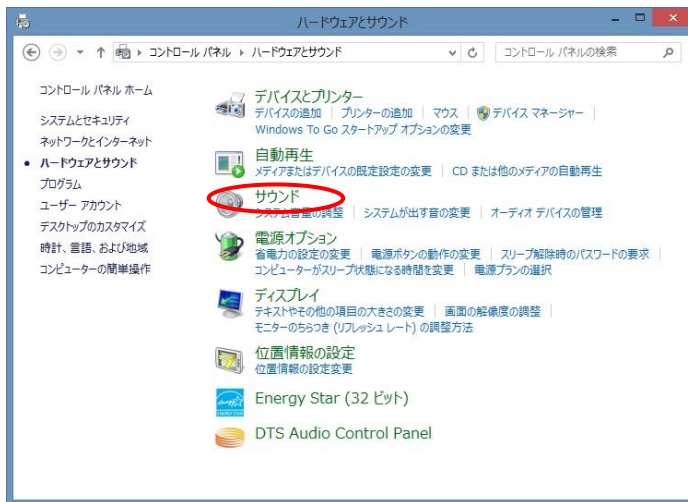 ハードウェアとサウンド
コントロール パネル ▸ ハードウェアとサウンド
コントロール パネルの検索
コントロール パネル ホーム
システムとセキュリティ
ネットワークとインターネット
ハードウェアとサウンド
プログラム
ユーザー アカウント
デスクトップのカスタマイズ
時計、言語、および地域
コンピューターの簡単操作
デバイスとプリンター
デバイスの追加 | プリンターの追加 | マウス | デバイス マネージャー
Windows To Go スタートアップ オプションの変更
自動再生
メディアまたはデバイスの既定設定の変更 | CD または他のメディアの自動再生
サウンド
システム音量の調整 | システムが出す音の変更 | オーディオ デバイスの管理
電源オプション
省電力の設定の変更 | 電源ボタンの動作の変更 | スリープ解除時のパスワードの要求
コンピューターがスリープ状態になる時間を変更 | 電源プランの選択
ディスプレイ
テキストやその他の項目の大きさの変更 | 画面の解像度の調整
モニターのちらつき (リフレッシュ レート) の調整方法
位置情報の設定
位置情報の設定変更
Energy Star (32 ビット)
DTS Audio Control Panel